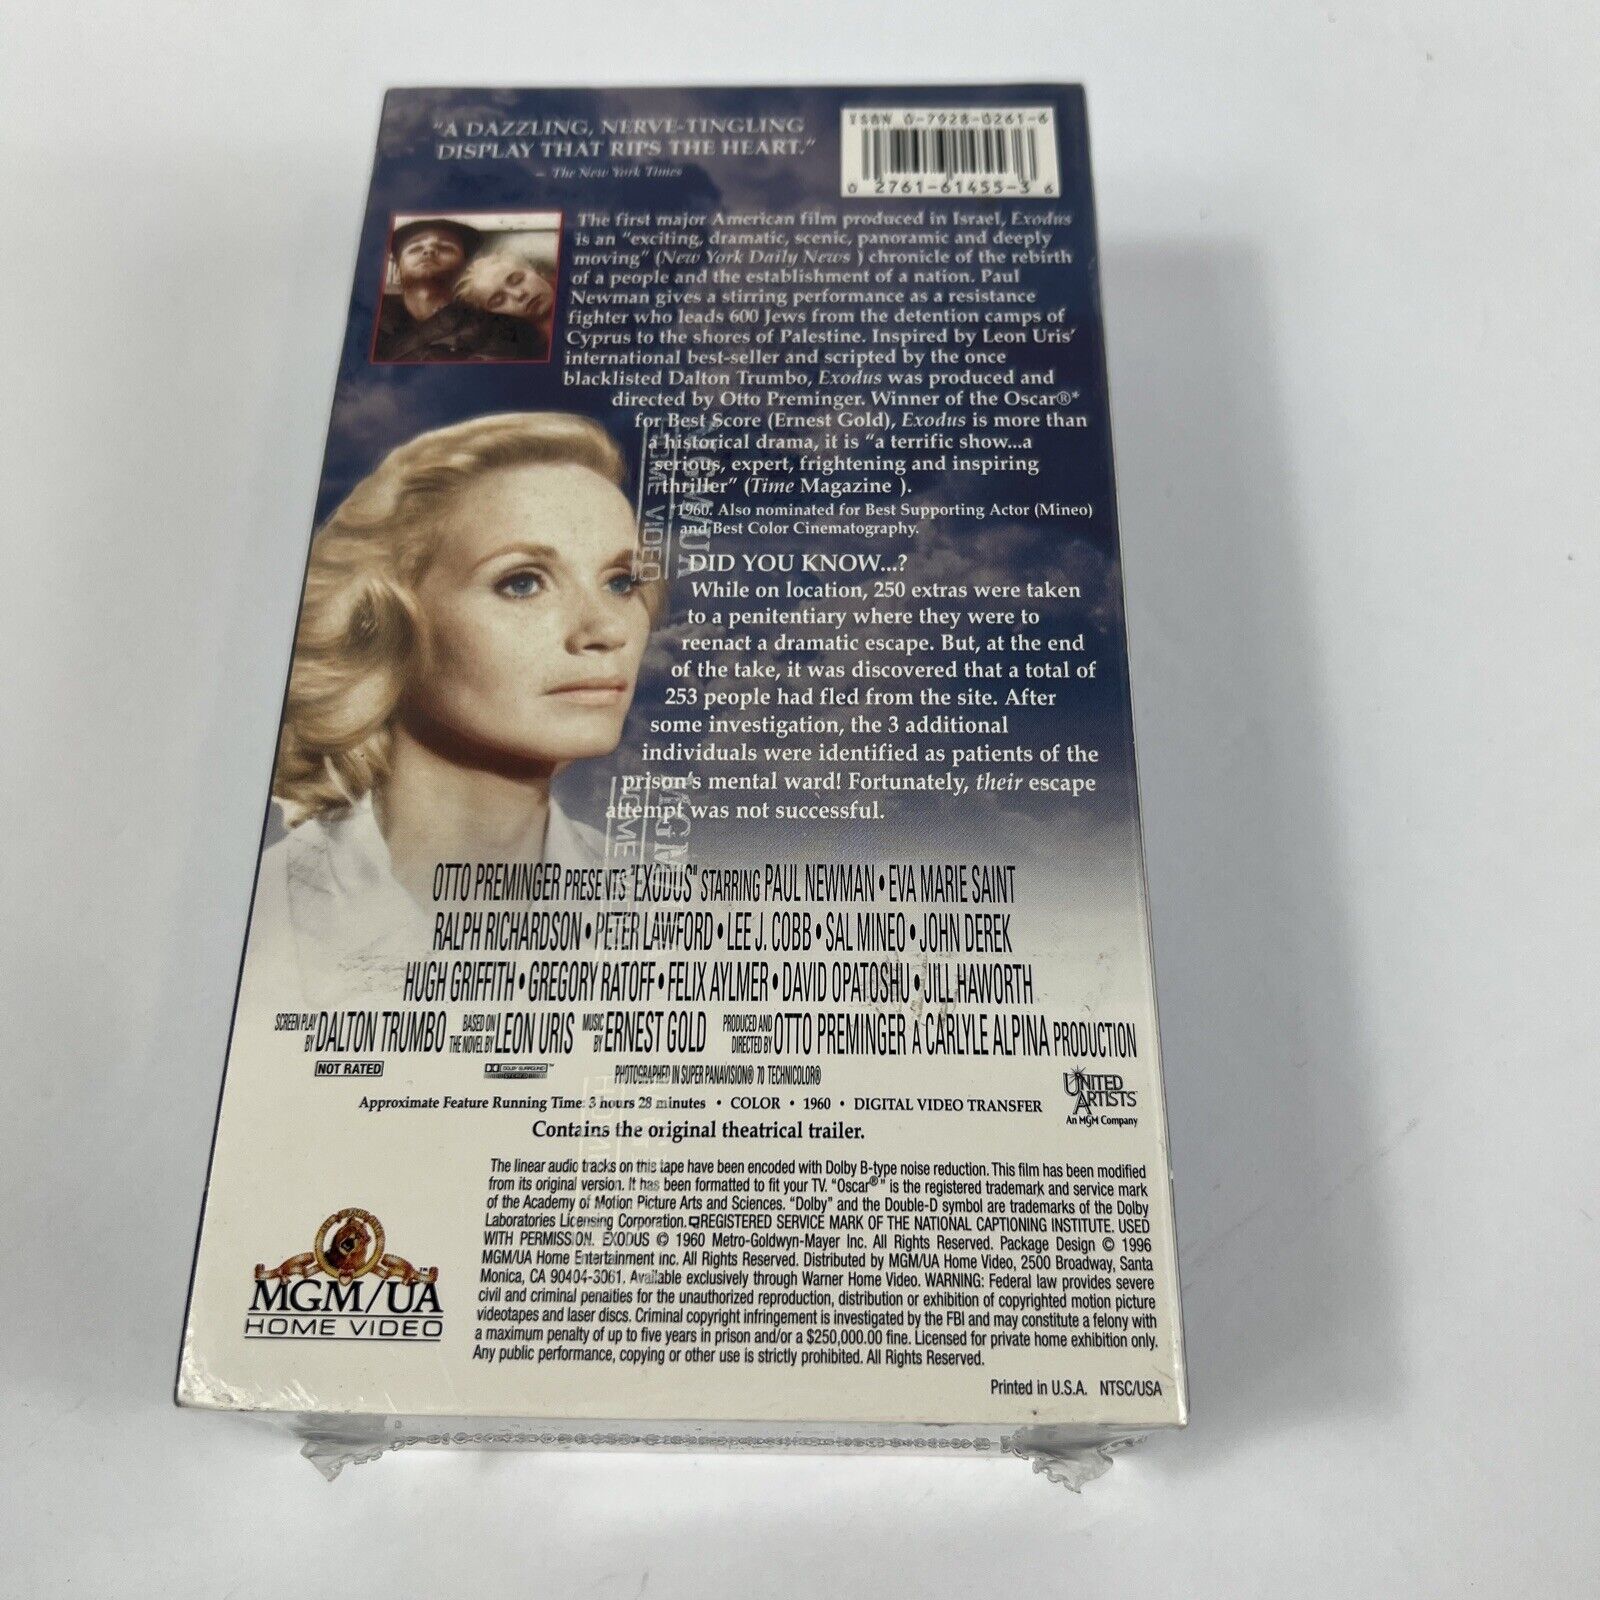 "A DAZZLING, NERVE-TINGLING
DISPLAY THAT RIPS THE HEART."
– The New York Times
ISBN 0-7928-0261-6
0 2761-61455-3 6
The first major American film produced in Israel, Exodus
is an "exciting, dramatic, scenic, panoramic and deeply
moving" (New York Daily News ) chronicle of the rebirth
of a people and the establishment of a nation. Paul
Newman gives a stirring performance as a resistance
fighter who leads 600 Jews from the detention camps of
Cyprus to the shores of Palestine. Inspired by Leon Uris'
international best-seller and scripted by the once
blacklisted Dalton Trumbo, Exodus was produced and
directed by Otto Preminger. Winner of the Oscar®*
for Best Score (Ernest Gold), Exodus is more than
a historical drama, it is "a terrific show...a
serious, expert, frightening and inspiring
thriller" (Time Magazine ).
*1960. Also nominated for Best Supporting Actor (Mineo)
and Best Color Cinematography.
DID YOU KNOW...?
While on location, 250 extras were taken
to a penitentiary where they were to
reenact a dramatic escape. But, at the end
of the take, it was discovered that a total of
253 people had fled from the site. After
some investigation, the 3 additional
individuals were identified as patients of the
prison's mental ward! Fortunately, their escape
attempt was not successful.
MGM/UA
HOME VIDEO
MGM/UA
HOME VIDEO
OTTO PREMINGER PRESENTS "EXODUS" STARRING PAUL NEWMAN • EVA MARIE SAINT
RALPH RICHARDSON • PETER LAWFORD • LEE J. COBB • SAL MINEO • JOHN DEREK
HUGH GRIFFITH • GREGORY RATOFF • FELIX AYLMER • DAVID OPATOSHU • JILL HAWORTH
SCREEN PLAY BY DALTON TRUMBO BASED ON THE NOVEL BY LEON URIS MUSIC BY ERNEST GOLD PRODUCED AND DIRECTED BY OTTO PREMINGER A CARLYLE ALPINA PRODUCTION
NOT RATED
DOLBY SURROUND™
STEREO
PHOTOGRAPHED IN SUPER PANAVISION® 70 TECHNICOLOR®
Approximate Feature Running Time: 3 hours 28 minutes • COLOR • 1960 • DIGITAL VIDEO TRANSFER
Contains the original theatrical trailer.
UNITED
ARTISTS
An MGM Company
The linear audio tracks on this tape have been encoded with Dolby B-type noise reduction. This film has been modified
from its original version. It has been formatted to fit your TV. "Oscar®" is the registered trademark and service mark
of the Academy of Motion Picture Arts and Sciences. "Dolby" and the Double-D symbol are trademarks of the Dolby
Laboratories Licensing Corporation. REGISTERED SERVICE MARK OF THE NATIONAL CAPTIONING INSTITUTE. USED
WITH PERMISSION. EXODUS © 1960 Metro-Goldwyn-Mayer Inc. All Rights Reserved. Package Design © 1996
MGM/UA Home Entertainment Inc. All Rights Reserved. Distributed by MGM/UA Home Video, 2500 Broadway, Santa
Monica, CA 90404-3061. Available exclusively through Warner Home Video. WARNING: Federal law provides severe
civil and criminal penalties for the unauthorized reproduction, distribution or exhibition of copyrighted motion picture
videotapes and laser discs. Criminal copyright infringement is investigated by the FBI and may constitute a felony with
a maximum penalty of up to five years in prison and/or a $250,000.00 fine. Licensed for private home exhibition only.
Any public performance, copying or other use is strictly prohibited. All Rights Reserved.
MGM/UA™
HOME VIDEO
Printed in U.S.A. NTSC/USA